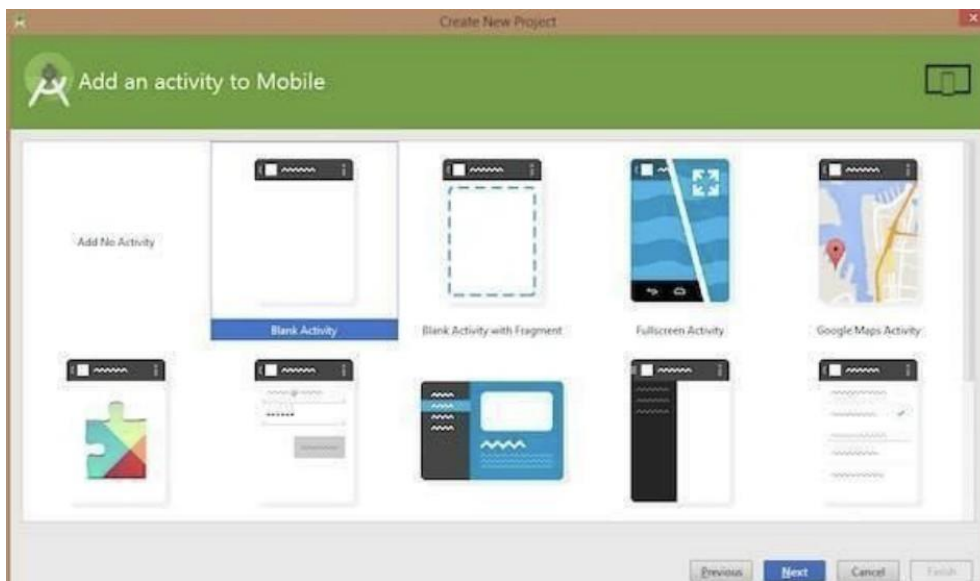 Create New Project
Add an activity to Mobile
Add No Activity
Blank Activity
Blank Activity with Fragment
Fullscreen Activity
Google Maps Activity
Previous
Next
Cancel
Finish